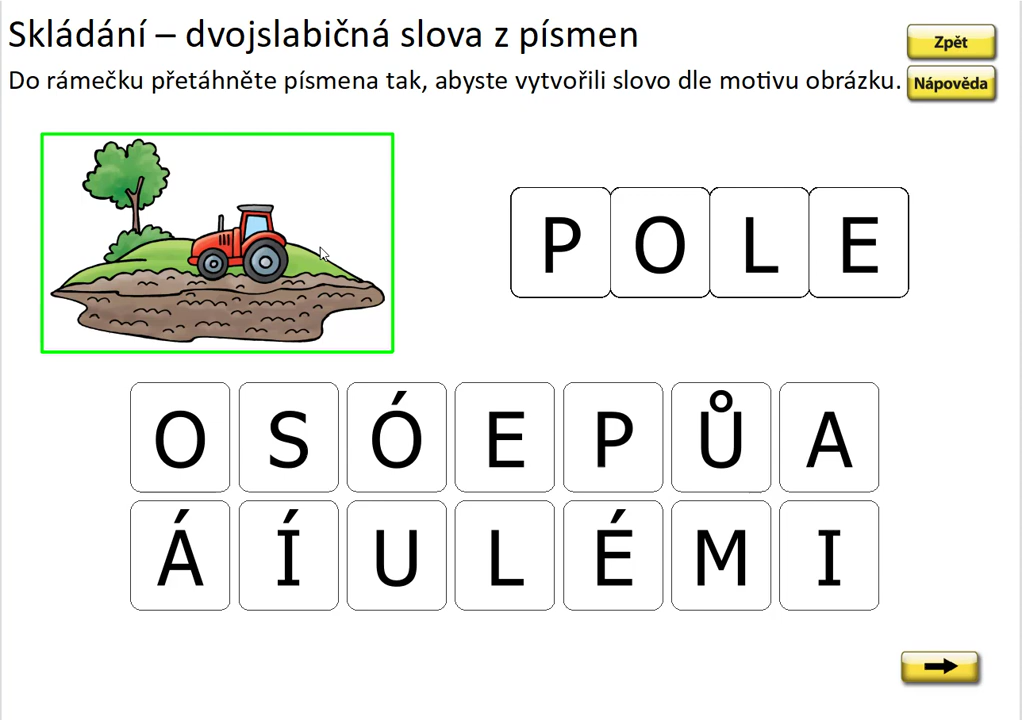 Skládání – dvojslabičná slova z písmen
Zpět
Do rámečku přetáhněte písmena tak, abyste vytvořili slovo dle motivu obrázku.
Nápověda
P O L E
O S Ó E P Ů A
Á Í U L É M I